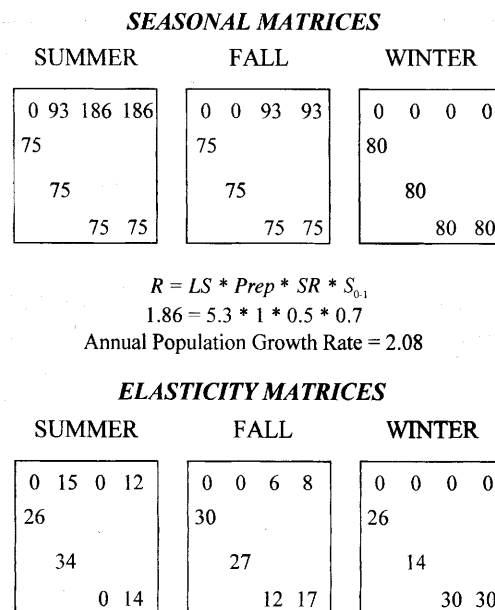 SEASONAL MATRICES
SUMMER FALL WINTER
0 93 186 186 0 0 93 93 0 0 0 0
75 75 80
75 75 80
75 75 75 75 80 80
R = LS * Prep * SR * S0-1
1.86 = 5.3 * 1 * 0.5 * 0.7
Annual Population Growth Rate = 2.08
ELASTICITY MATRICES
SUMMER FALL WINTER
0 15 0 12 0 0 6 8 0 0 0 0
26 30 26
34 27 14
0 14 12 17 30 30